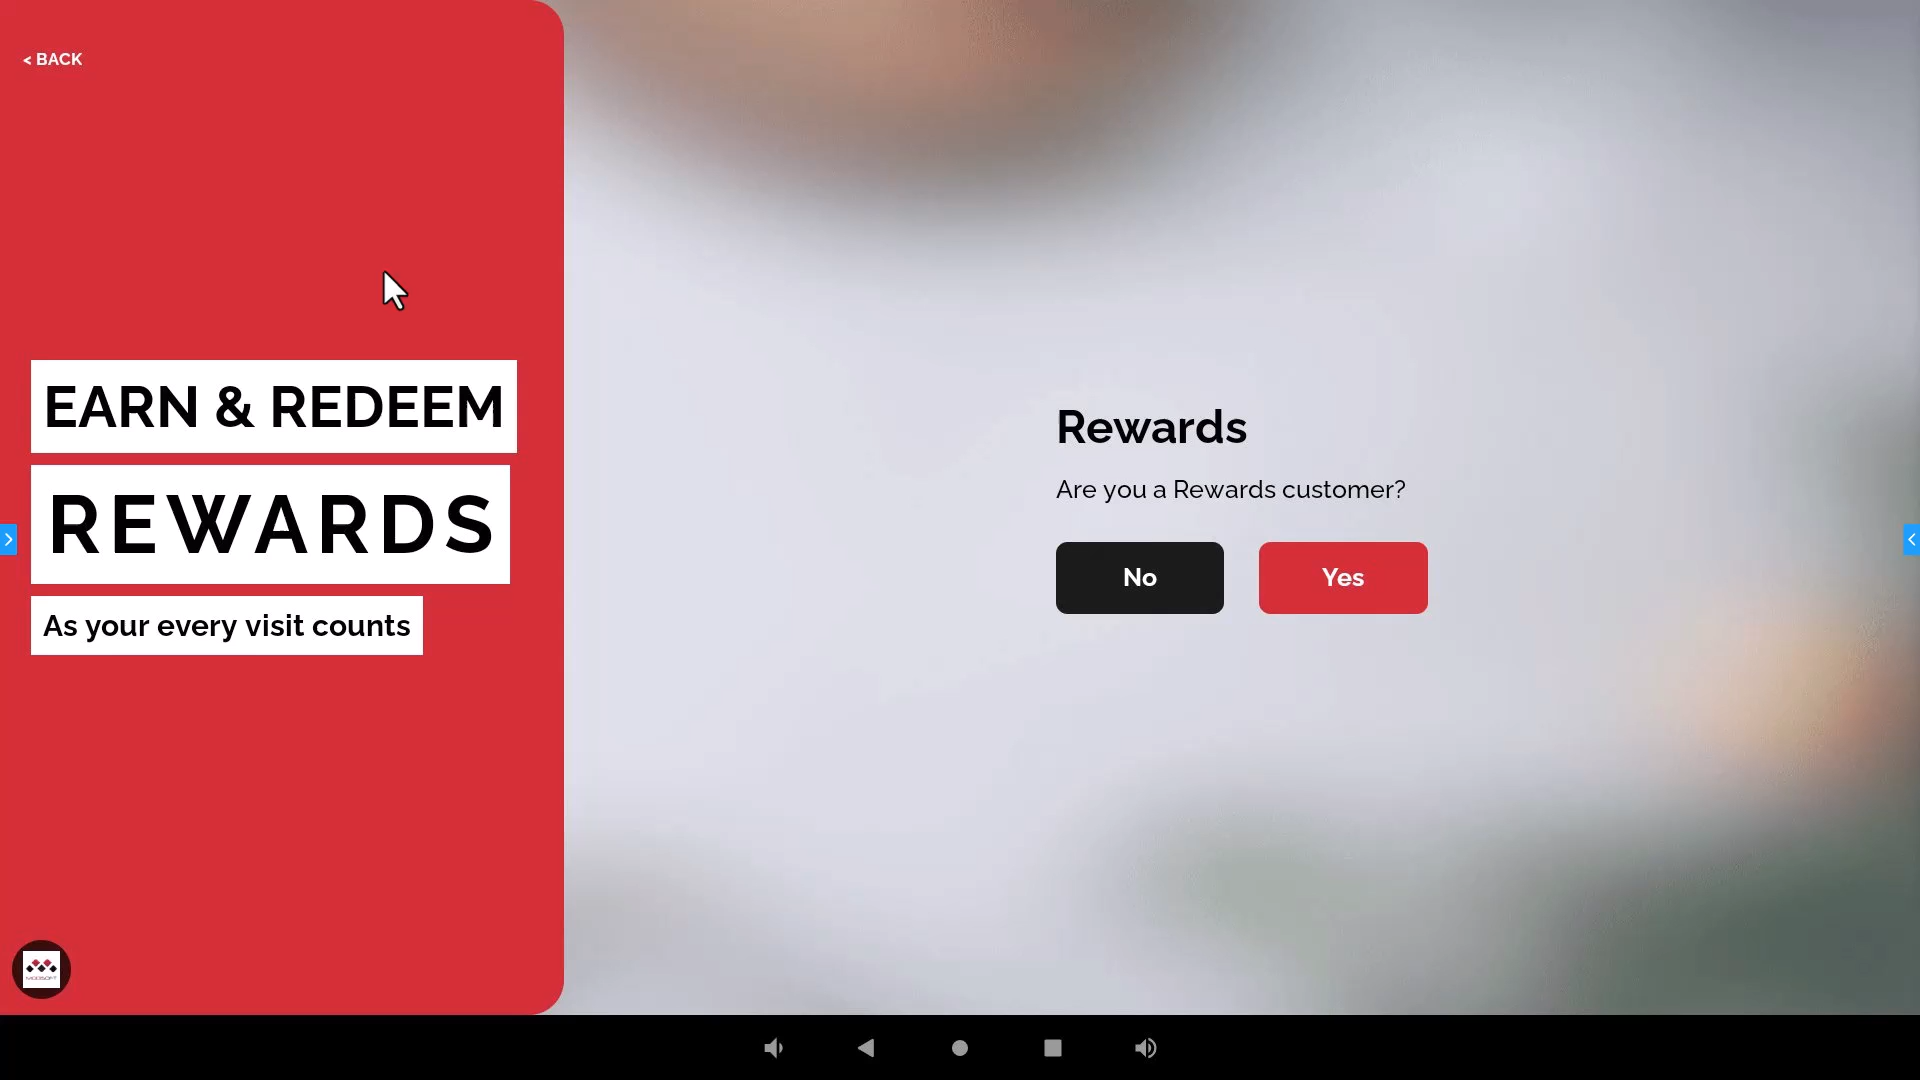 < BACK
EARN & REDEEM
REWARDS
As your every visit counts
Rewards
Are you a Rewards customer?
No
Yes